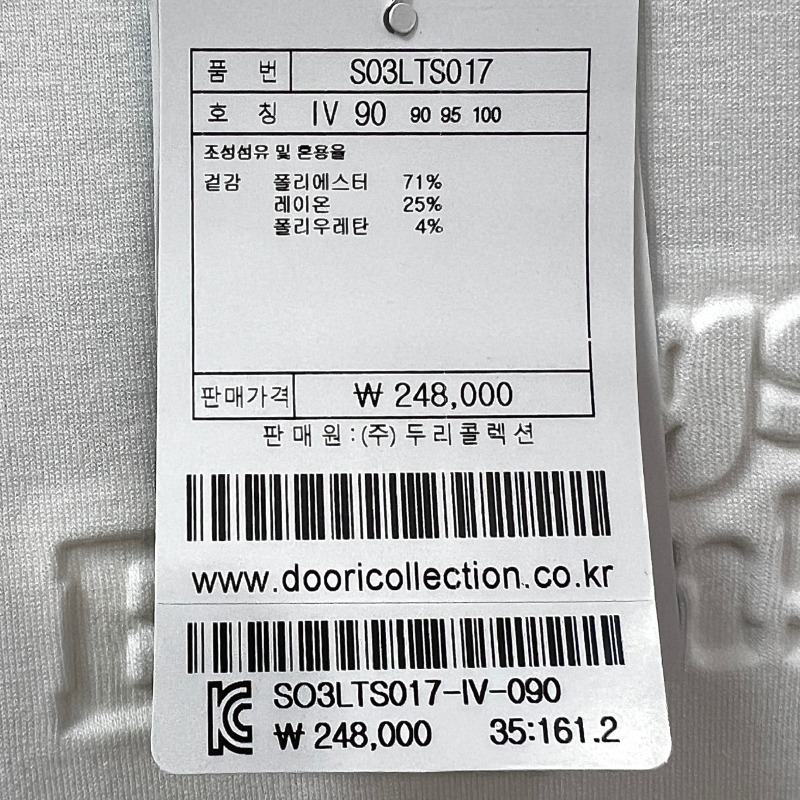 품 번 S03LTS017
호 칭 IV 90 90 95 100
조성섬유 및 혼용율
겉감 폴리에스터 71%
레이온 25%
폴리우레탄 4%
판매가격 ₩ 248,000
판 매 원 : (주) 두 리 콜 렉 션
www.dooricollection.co.kr
KC S03LTS017-IV-090
₩ 248,000 35:161.2